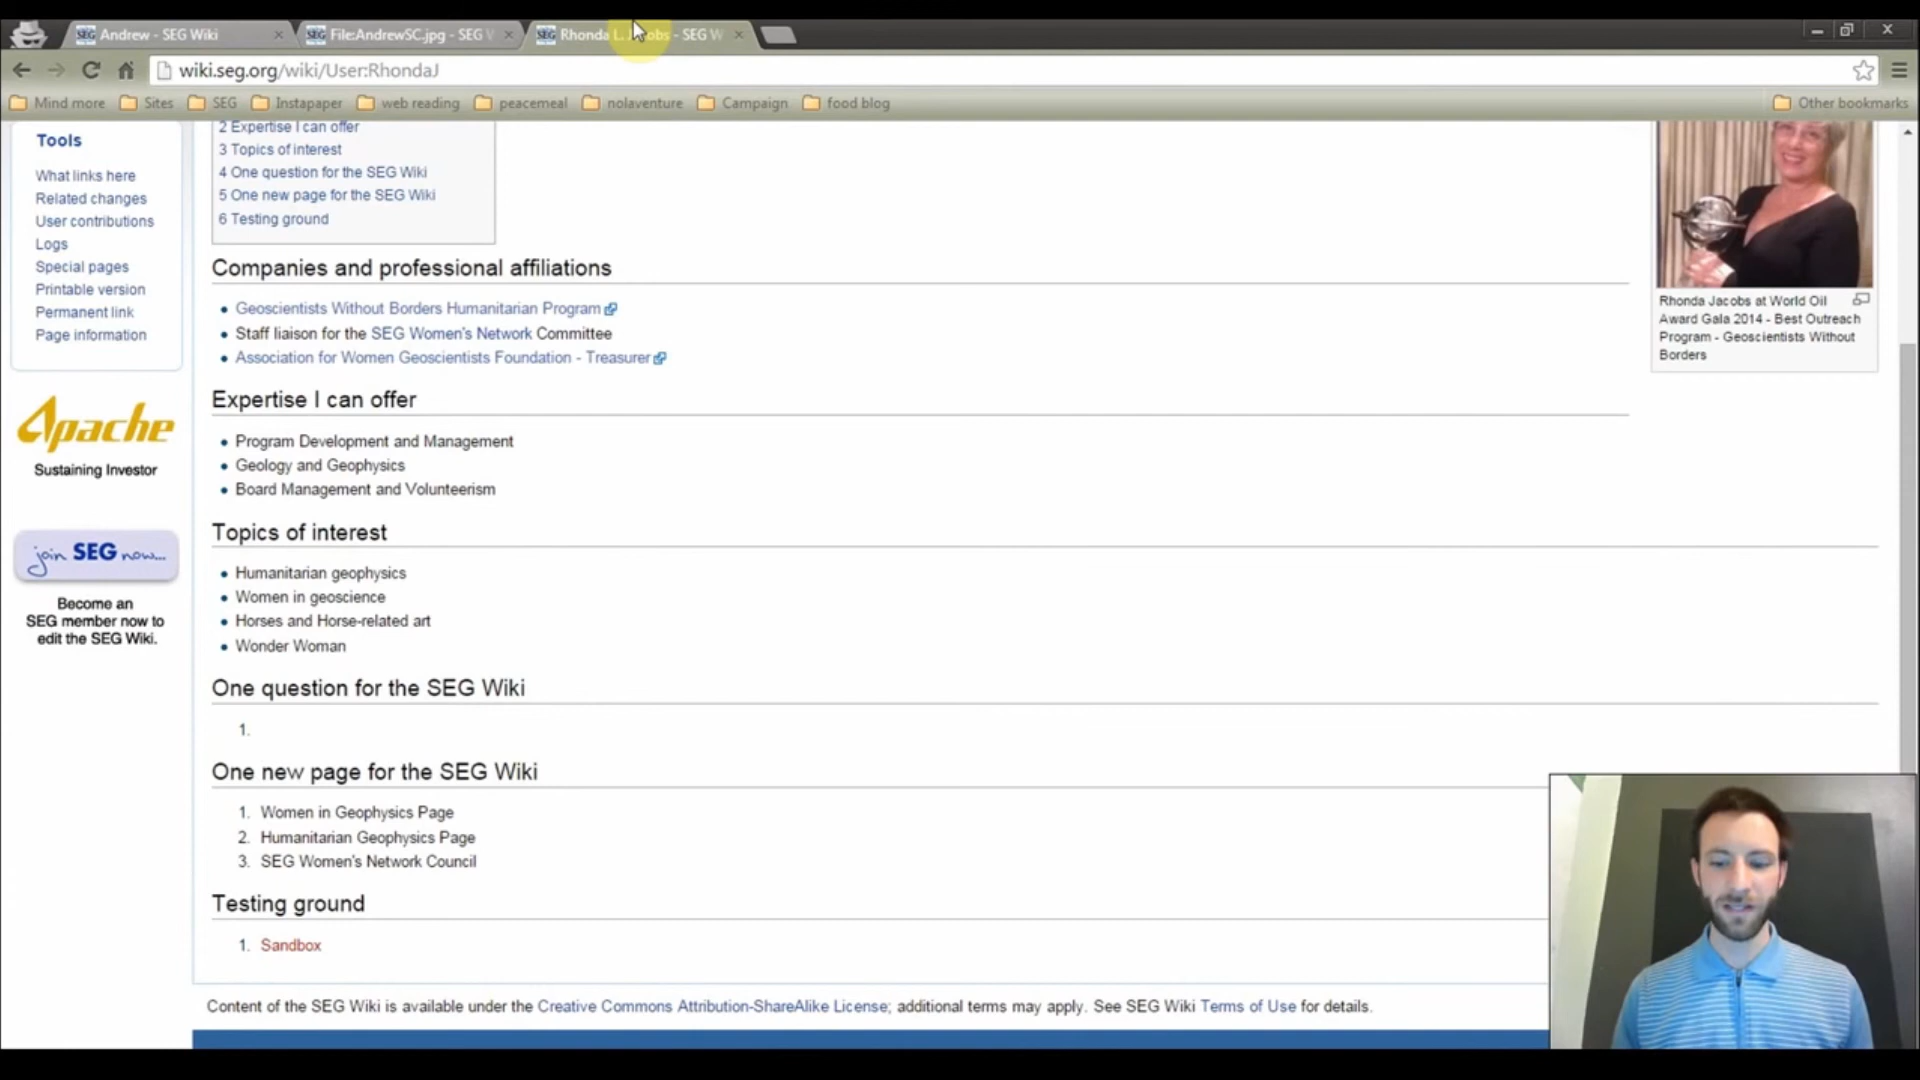 Andrew - SEG Wiki
File:AndrewSC.jpg - SEG W
Rhonda L. Jacobs - SEG W
wiki.seg.org/wiki/User:RhondaJ
Mind more
Sites
SEG
Instapaper
web reading
peacemeal
nolaventure
Campaign
food blog
Other bookmarks
Tools
What links here
Related changes
User contributions
Logs
Special pages
Printable version
Permanent link
Page information
Apache
Sustaining Investor
join SEG now...
Become an
SEG member now to
edit the SEG Wiki.
2 Expertise I can offer
3 Topics of interest
4 One question for the SEG Wiki
5 One new page for the SEG Wiki
6 Testing ground
Companies and professional affiliations
Geoscientists Without Borders Humanitarian Program
Staff liaison for the SEG Women's Network Committee
Association for Women Geoscientists Foundation - Treasurer
Expertise I can offer
Program Development and Management
Geology and Geophysics
Board Management and Volunteerism
Topics of interest
Humanitarian geophysics
Women in geoscience
Horses and Horse-related art
Wonder Woman
One question for the SEG Wiki
1.
One new page for the SEG Wiki
1. Women in Geophysics Page
2. Humanitarian Geophysics Page
3. SEG Women's Network Council
Testing ground
1. Sandbox
Rhonda Jacobs at World Oil
Award Gala 2014 - Best Outreach
Program - Geoscientists Without
Borders
Content of the SEG Wiki is available under the Creative Commons Attribution-ShareAlike License; additional terms may apply. See SEG Wiki Terms of Use for details.